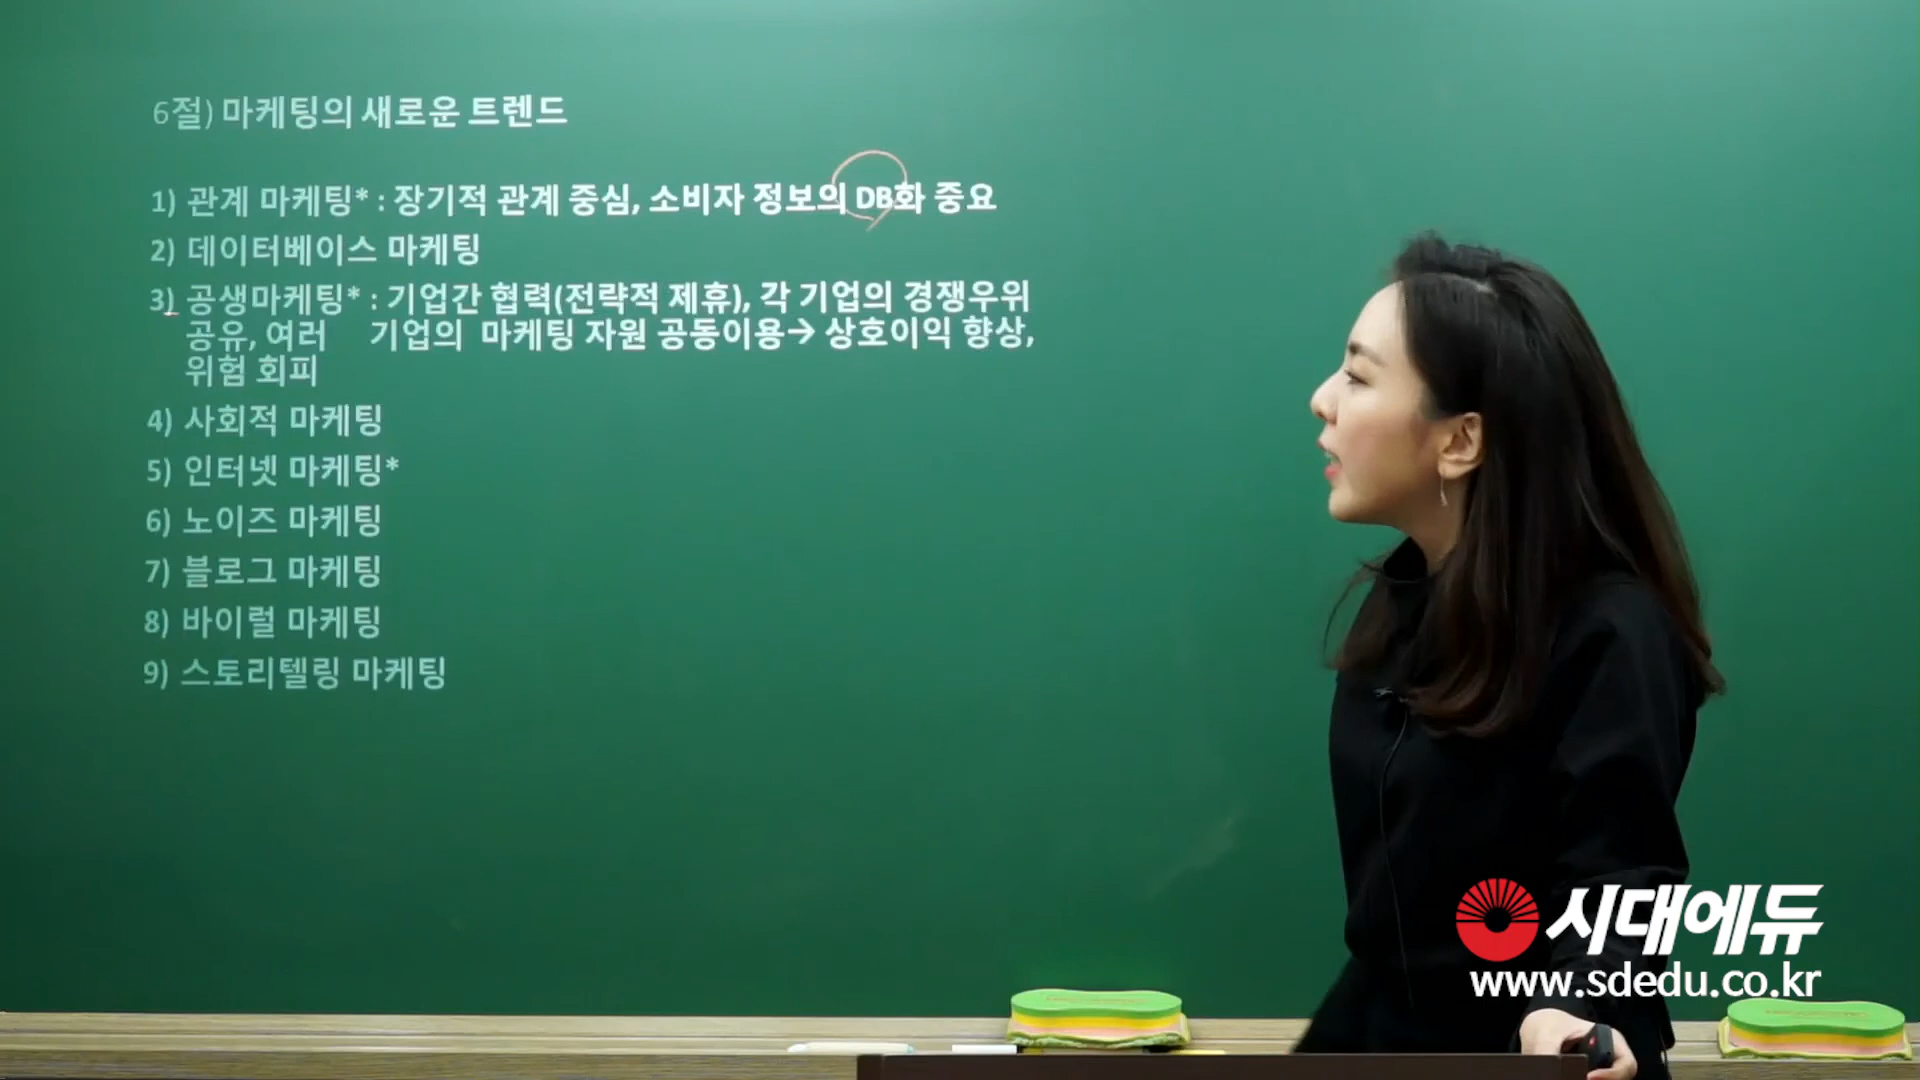 6절) 마케팅의 새로운 트렌드
1) 관계 마케팅* : 장기적 관계 중심, 소비자 정보의 DB화 중요
2) 데이터베이스 마케팅
3) 공생마케팅* : 기업간 협력(전략적 제휴), 각 기업의 경쟁우위
공유, 여러 기업의 마케팅 자원 공동이용→ 상호이익 향상,
위험 회피
4) 사회적 마케팅
5) 인터넷 마케팅*
6) 노이즈 마케팅
7) 블로그 마케팅
8) 바이럴 마케팅
9) 스토리텔링 마케팅
시대에듀
www.sdedu.co.kr